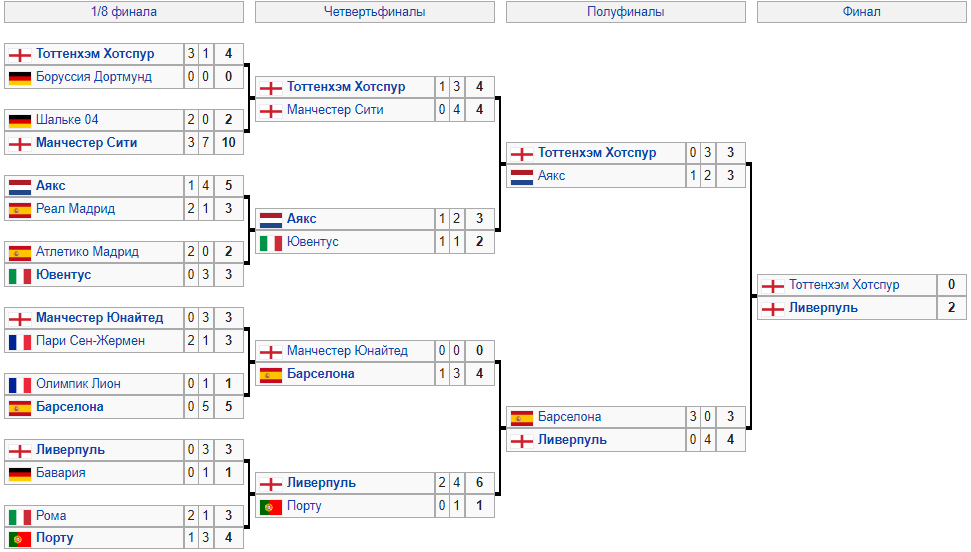 1/8 финала
Четвертьфиналы
Полуфиналы
Финал
Тоттенхэм Хотспур 3 1 4
Боруссия Дортмунд 0 0 0
Шальке 04 2 0 2
Манчестер Сити 3 7 10
Аякс 1 4 5
Реал Мадрид 2 1 3
Атлетико Мадрид 2 0 2
Ювентус 0 3 3
Манчестер Юнайтед 0 3 3
Пари Сен-Жермен 2 1 3
Олимпик Лион 0 1 1
Барселона 0 5 5
Ливерпуль 0 3 3
Бавария 0 1 1
Рома 2 1 3
Порту 1 3 4
Тоттенхэм Хотспур 1 3 4
Манчестер Сити 0 4 4
Аякс 1 2 3
Ювентус 1 1 2
Манчестер Юнайтед 0 0 0
Барселона 1 3 4
Ливерпуль 2 4 6
Порту 0 1 1
Тоттенхэм Хотспур 0 3 3
Аякс 1 2 3
Барселона 3 0 3
Ливерпуль 0 4 4
Тоттенхэм Хотспур 0
Ливерпуль 2